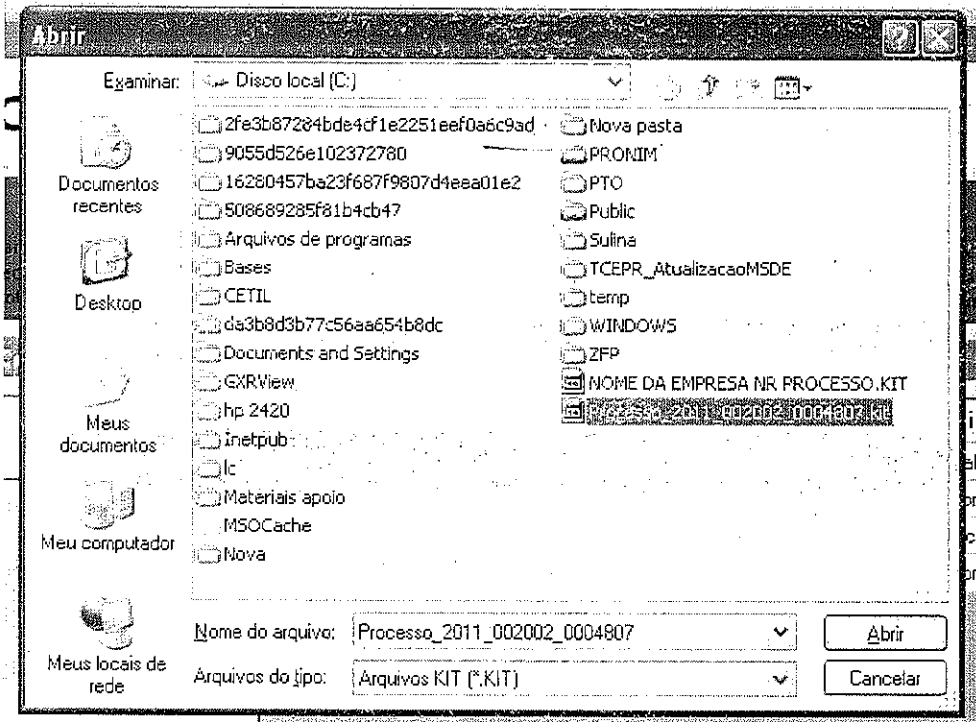 Abrir
Examinar: Disco local (C:)
Documentos
recentes
Desktop
Meus
documentos
Meu computador
Meus locais de
rede
2fe3b87284bde4cf1e2251eef0a6c9ad
9055d526e102372780
16280457ba23f687f9807d4eea01e2
508689285f81b4cb47
Arquivos de programas
Bases
CETIL
da3b8d3b77c56aa654b8dc
Documents and Settings
GXRView
hp 2420
Inetpub
lc
Materiais apoio
MSOCache
Nova
Nova pasta
PRONIM
PTO
Public
Sulina
TCEPR_AtualizacaoMSDE
temp
WINDOWS
ZFP
NOME DA EMPRESA NR PROCESSO.KIT
Processo_2011_002002_0004807.kit
Nome do arquivo: Processo_2011_002002_0004807
Abrir
Arquivos do tipo: Arquivos KIT (*.KIT)
Cancelar